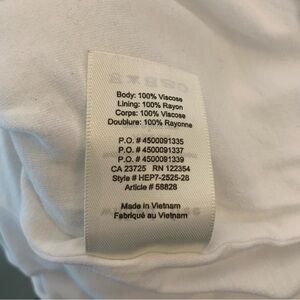 Body: 100% Viscose
Lining: 100% Rayon
Corps: 100% Viscose
Doublure: 100% Rayonne
P.O. # 4500091335
P.O. # 4500091337
P.O. # 4500091339
CA 23725 RN 122354
Style # HEP7-2525-28
Article # 58828
Made in Vietnam
Fabriqué au Vietnam